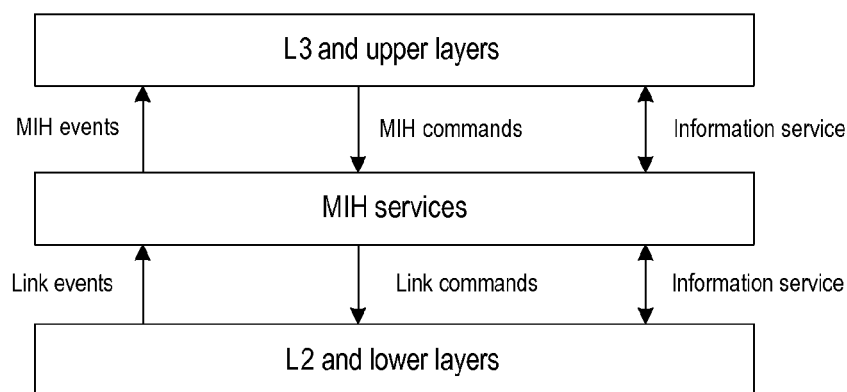 L3 and upper layers
MIH events
MIH commands
Information service
MIH services
Link events
Link commands
Information service
L2 and lower layers